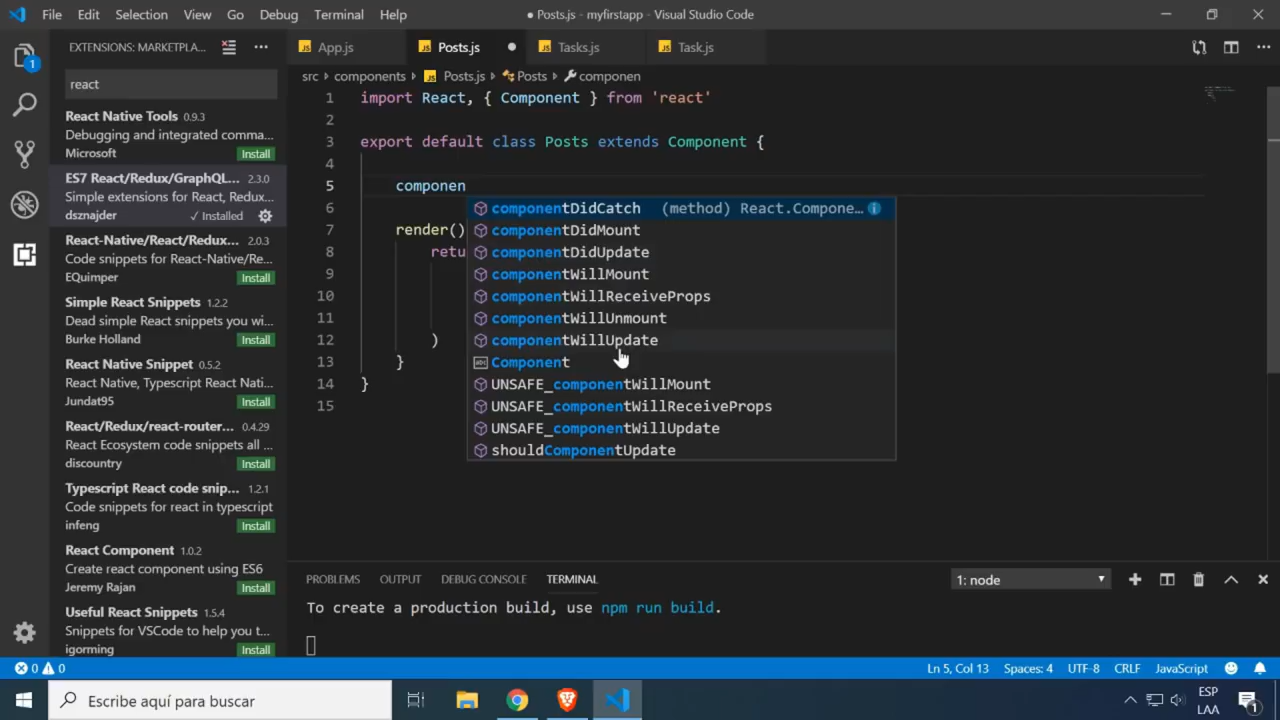 File Edit Selection View Go Debug Terminal Help
● Posts.js - myfirstapp - Visual Studio Code
EXTENSIONS: MARKETPLA...
react
React Native Tools 0.9.3
Debugging and integrated comma...
Microsoft Install
ES7 React/Redux/GraphQL... 2.3.0
Simple extensions for React, Redux...
dsznajder ✓ Installed
React-Native/React/Redux... 2.0.3
Code snippets for React-Native/Re...
EQuimper Install
Simple React Snippets 1.2.2
Dead simple React snippets you wi...
Burke Holland Install
React Native Snippet 0.5.2
React Native, Typescript React Nati...
Jundat95 Install
React/Redux/react-router... 0.4.29
React Ecosystem code snippets all ...
discountry Install
Typescript React code snip... 1.2.1
Code snippets for react in typescript
infeng Install
React Component 1.0.2
Create react component using ES6
Jeremy Rajan Install
Useful React Snippets 1.5.4
Snippets for VSCode to help you t...
igorming Install
JS App.js JS Posts.js ● JS Tasks.js JS Task.js
src › components › JS Posts.js › Posts › componen
1 import React, { Component } from 'react'
2
3 export default class Posts extends Component {
4
5 componen
6
7 render()
8 retu
9
10
11
12 )
13 }
14 }
15
componentDidCatch (method) React.Compone...
componentDidMount
componentDidUpdate
componentWillMount
componentWillReceiveProps
componentWillUnmount
componentWillUpdate
abc Component
UNSAFE_componentWillMount
UNSAFE_componentWillReceiveProps
UNSAFE_componentWillUpdate
shouldComponentUpdate
PROBLEMS OUTPUT DEBUG CONSOLE TERMINAL 1: node
To create a production build, use npm run build.
0 0 Ln 5, Col 13 Spaces: 4 UTF-8 CRLF JavaScript
Escribe aquí para buscar
ESP
LAA
1
1